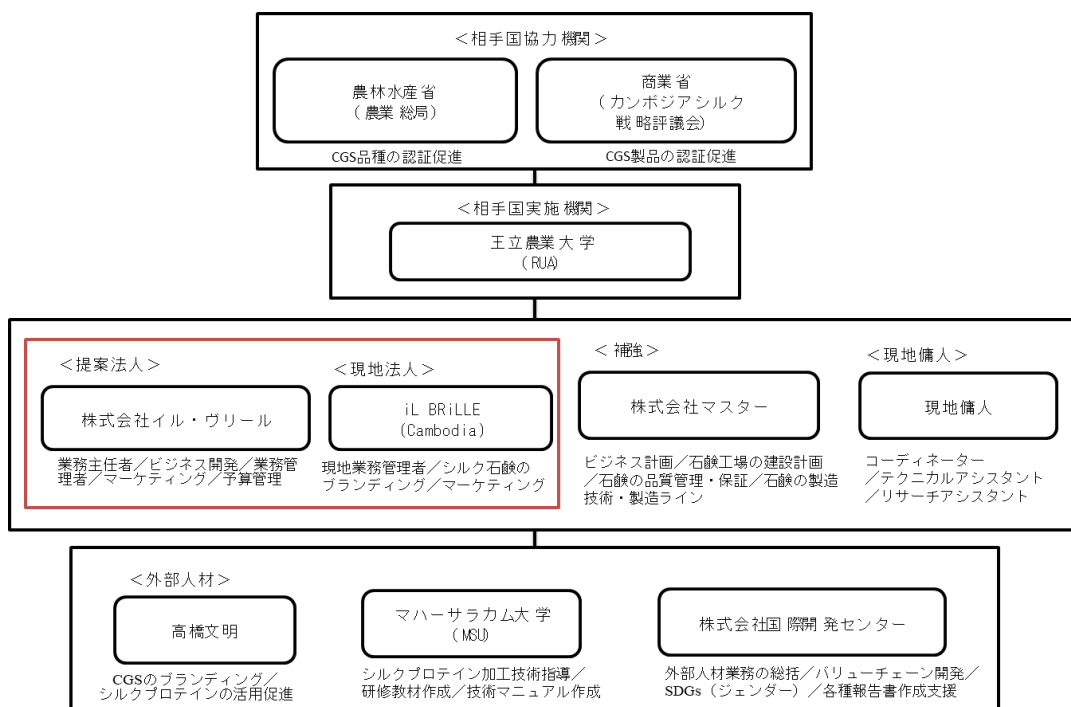 ＜相手国協力機関＞
農林水産省
（農業総局）
商業省
（カンボジアシルク
戦略評議会）
CGS品種の認証促進
CGS製品の認証促進
＜相手国実施機関＞
王立農業大学
（RUA）
＜提案法人＞
株式会社イル・ヴリール
業務主任者／ビジネス開発／業務管
理者／マーケティング／予算管理
＜現地法人＞
iL BRiLLE
(Cambodia)
現地業務管理者／シルク石鹸の
ブランディング／マーケティング
＜補強＞
株式会社マスター
ビジネス計画／石鹸工場の建設計画
／石鹸の品質管理・保証／石鹸の製造
技術・製造ライン
＜現地傭人＞
現地傭人
コーディネーター
／テクニカルアシスタント
／リサーチアシスタント
＜外部人材＞
高橋文明
CGSのブランディング／
シルクプロテインの活用促進
マハーサラカム大学
（MSU）
シルクプロテイン加工技術指導／
研修教材作成／技術マニュアル作成
株式会社国際開発センター
外部人材業務の総括／バリューチェーン開発／
SDGs（ジェンダー）／各種報告書作成支援